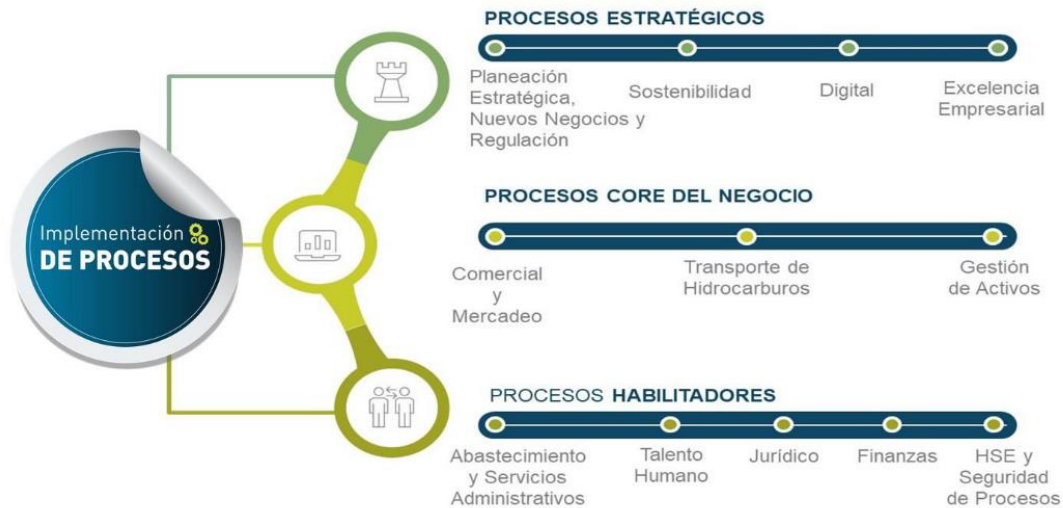 Implementación
DE PROCESOS
PROCESOS ESTRATÉGICOS
Planeación
Estratégica,
Nuevos Negocios y
Regulación
Sostenibilidad
Digital
Excelencia
Empresarial
PROCESOS CORE DEL NEGOCIO
Comercial
y
Mercadeo
Transporte de
Hidrocarburos
Gestión
de Activos
PROCESOS HABILITADORES
Abastecimiento
y Servicios
Administrativos
Talento
Humano
Jurídico
Finanzas
HSE y
Seguridad
de Procesos